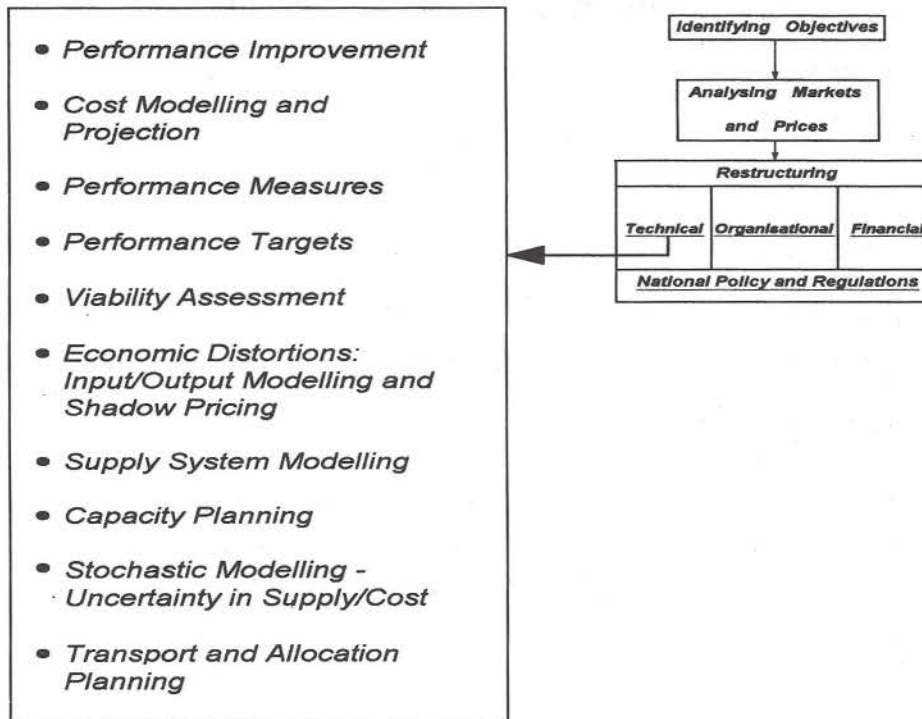 • Performance Improvement
• Cost Modelling and
Projection
• Performance Measures
• Performance Targets
• Viability Assessment
• Economic Distortions:
Input/Output Modelling and
Shadow Pricing
• Supply System Modelling
• Capacity Planning
• Stochastic Modelling -
Uncertainty in Supply/Cost
• Transport and Allocation
Planning
Identifying Objectives
Analysing Markets
and Prices
Restructuring
Technical Organisational Financial
National Policy and Regulations